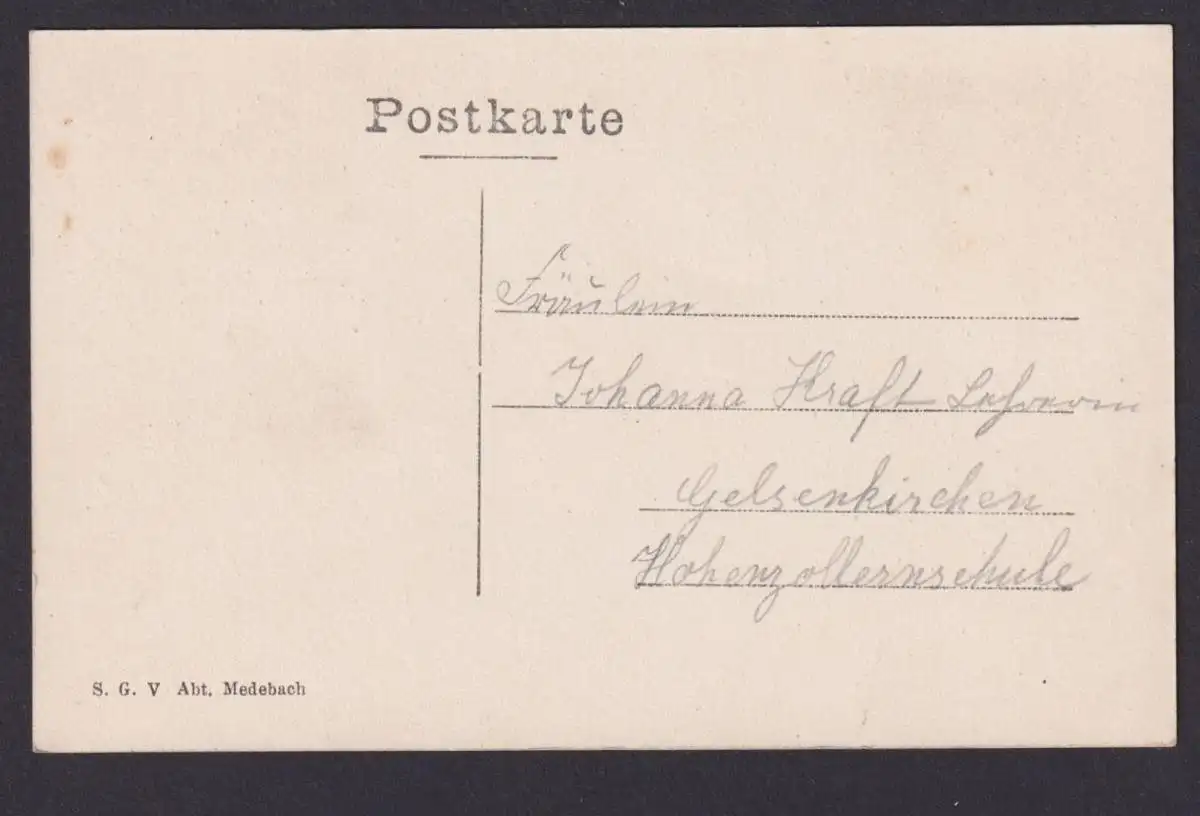 Postkarte
Fräulein
Johanna Kraft Lehrerin
Gelsenkirchen
Hohenzollernschule
S. G. V Abt. Medebach